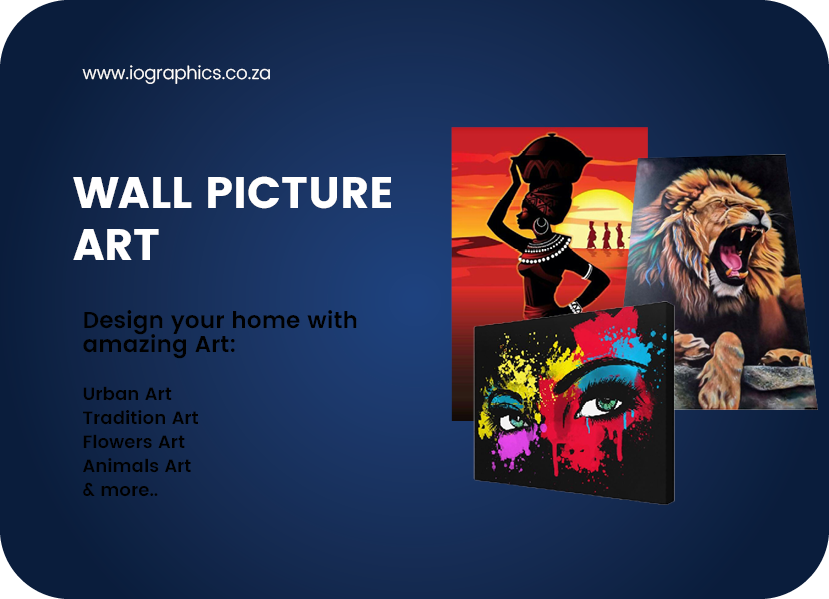 www.iographics.co.za
WALL PICTURE
ART
Design your home with
amazing Art:
Urban Art
Tradition Art
Flowers Art
Animals Art
& more..